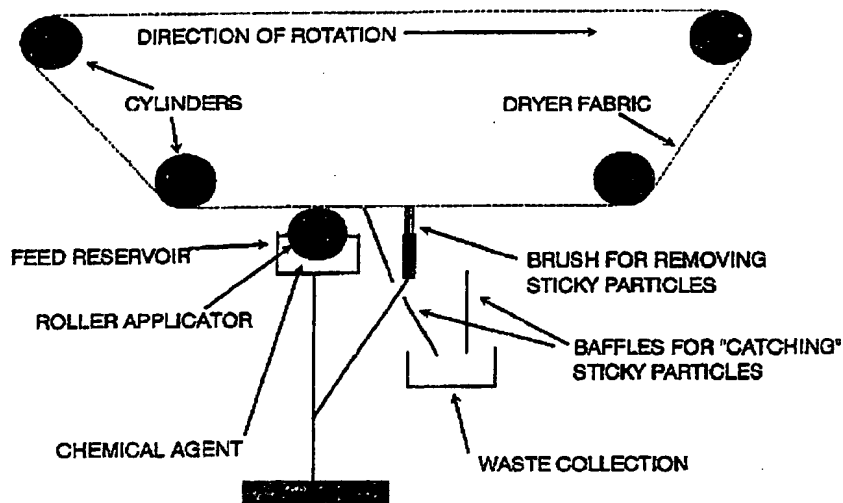 DIRECTION OF ROTATION
CYLINDERS
DRYER FABRIC
FEED RESERVOIR
BRUSH FOR REMOVING
STICKY PARTICLES
ROLLER APPLICATOR
BAFFLES FOR "CATCHING"
STICKY PARTICLES
CHEMICAL AGENT
WASTE COLLECTION